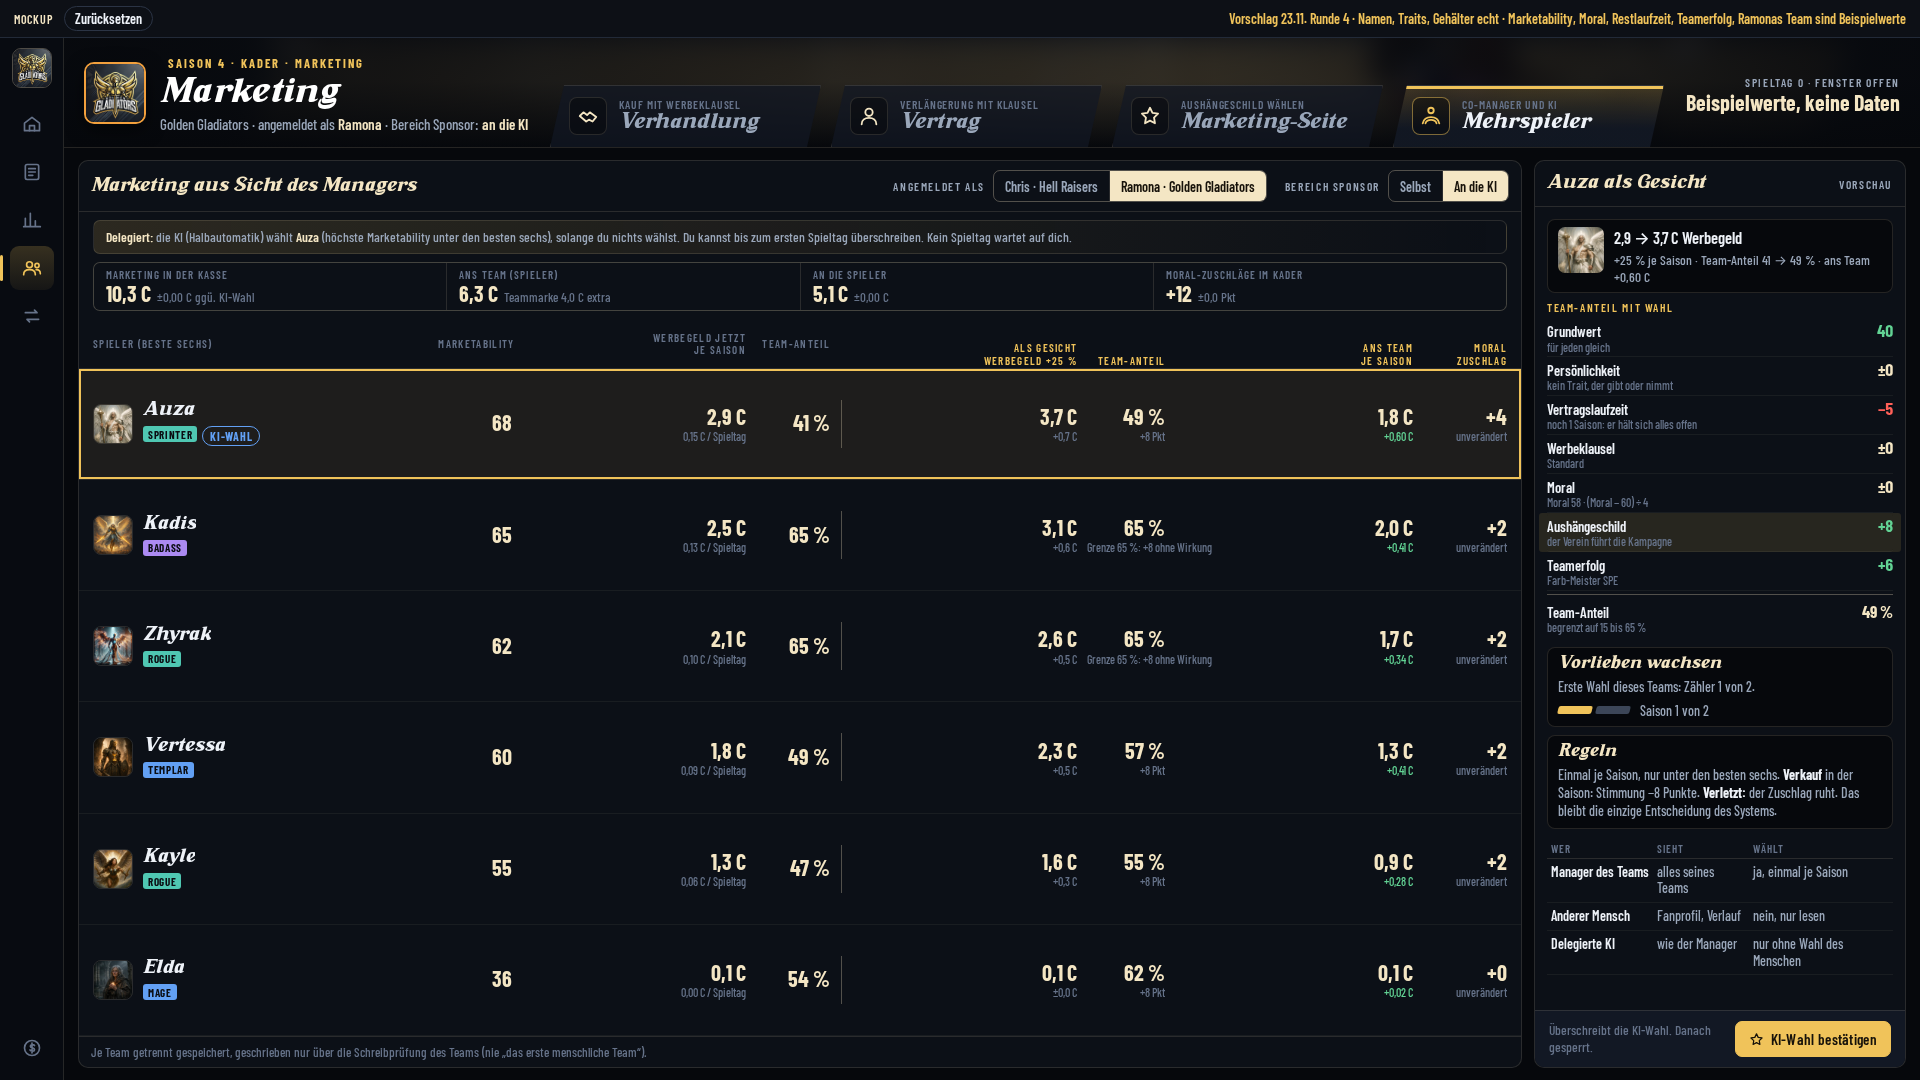 MOCKUP
Zurücksetzen
Vorschlag 23.11. Runde 4 · Namen, Traits, Gehälter echt · Marketability, Moral, Restlaufzeit, Teamerfolg, Ramonas Team sind Beispielwerte
SAISON 4 · KADER · MARKETING
Marketing
Golden Gladiators · angemeldet als Ramona · Bereich Sponsor: an die KI
KAUF MIT WERBEKLAUSEL
Verhandlung
VERLÄNGERUNG MIT KLAUSEL
Vertrag
AUSHÄNGESCHILD WÄHLEN
Marketing-Seite
CO-MANAGER UND KI
Mehrspieler
SPIELTAG 0 · FENSTER OFFEN
Beispielwerte, keine Daten
Marketing aus Sicht des Managers
ANGEMELDET ALS
Chris · Hell Raisers
Ramona · Golden Gladiators
BEREICH SPONSOR
Selbst
An die KI
Delegiert: die KI (Halbautomatik) wählt Auza (höchste Marketability unter den besten sechs), solange du nichts wählst. Du kannst bis zum ersten Spieltag überschreiben. Kein Spieltag wartet auf dich.
MARKETING IN DER KASSE
10,3 C ±0,00 C ggü. KI-Wahl
ANS TEAM (SPIELER)
6,3 C Teammarke 4,0 C extra
AN DIE SPIELER
5,1 C ±0,00 C
MORAL-ZUSCHLÄGE IM KADER
+12 ±0,0 Pkt
SPIELER (BESTE SECHS)
MARKETABILITY
WERBEGELD JETZT
JE SAISON
TEAM-ANTEIL
ALS GESICHT
WERBEGELD +25 %
TEAM-ANTEIL
ANS TEAM
JE SAISON
MORAL
ZUSCHLAG
Auza
SPRINTER
KI-WAHL
68
2,9 C
0,15 C / Spieltag
41 %
3,7 C
+0,7 C
49 %
+8 Pkt
1,8 C
+0,60 C
+4
unverändert
Kadis
BADASS
65
2,5 C
0,13 C / Spieltag
65 %
3,1 C
+0,6 C
65 %
Grenze 65 %: +8 ohne Wirkung
2,0 C
+0,41 C
+2
unverändert
Zhyrak
ROGUE
62
2,1 C
0,10 C / Spieltag
65 %
2,6 C
+0,5 C
65 %
Grenze 65 %: +8 ohne Wirkung
1,7 C
+0,34 C
+2
unverändert
Vertessa
TEMPLAR
60
1,8 C
0,09 C / Spieltag
49 %
2,3 C
+0,5 C
57 %
+8 Pkt
1,3 C
+0,41 C
+2
unverändert
Kayle
ROGUE
55
1,3 C
0,06 C / Spieltag
47 %
1,6 C
+0,3 C
55 %
+8 Pkt
0,9 C
+0,28 C
+2
unverändert
Elda
MAGE
36
0,1 C
0,00 C / Spieltag
54 %
0,1 C
±0,0 C
62 %
+8 Pkt
0,1 C
+0,02 C
+0
unverändert
Je Team getrennt gespeichert, geschrieben nur über die Schreibprüfung des Teams (nie „das erste menschliche Team“).
Auza als Gesicht
VORSCHAU
2,9 → 3,7 C Werbegeld
+25 % je Saison · Team-Anteil 41 → 49 % · ans Team
+0,60 C
TEAM-ANTEIL MIT WAHL
Grundwert
40
für jeden gleich
Persönlichkeit
±0
kein Trait, der gibt oder nimmt
Vertragslaufzeit
−5
noch 1 Saison: er hält sich alles offen
Werbeklausel
±0
Standard
Moral
±0
Moral 58 · (Moral − 60) ÷ 4
Aushängeschild
+8
der Verein führt die Kampagne
Teamerfolg
+6
Farb-Meister SPE
Team-Anteil
49 %
begrenzt auf 15 bis 65 %
Vorlieben wachsen
Erste Wahl dieses Teams: Zähler 1 von 2.
Saison 1 von 2
Regeln
Einmal je Saison, nur unter den besten sechs. Verkauf in der
Saison: Stimmung −8 Punkte. Verletzt: der Zuschlag ruht. Das
bleibt die einzige Entscheidung des Systems.
WER
SIEHT
WÄHLT
Manager des Teams
alles seines
Teams
ja, einmal je Saison
Anderer Mensch
Fanprofil, Verlauf
nein, nur lesen
Delegierte KI
wie der Manager
nur ohne Wahl des
Menschen
Überschreibt die KI-Wahl. Danach
gesperrt.
KI-Wahl bestätigen